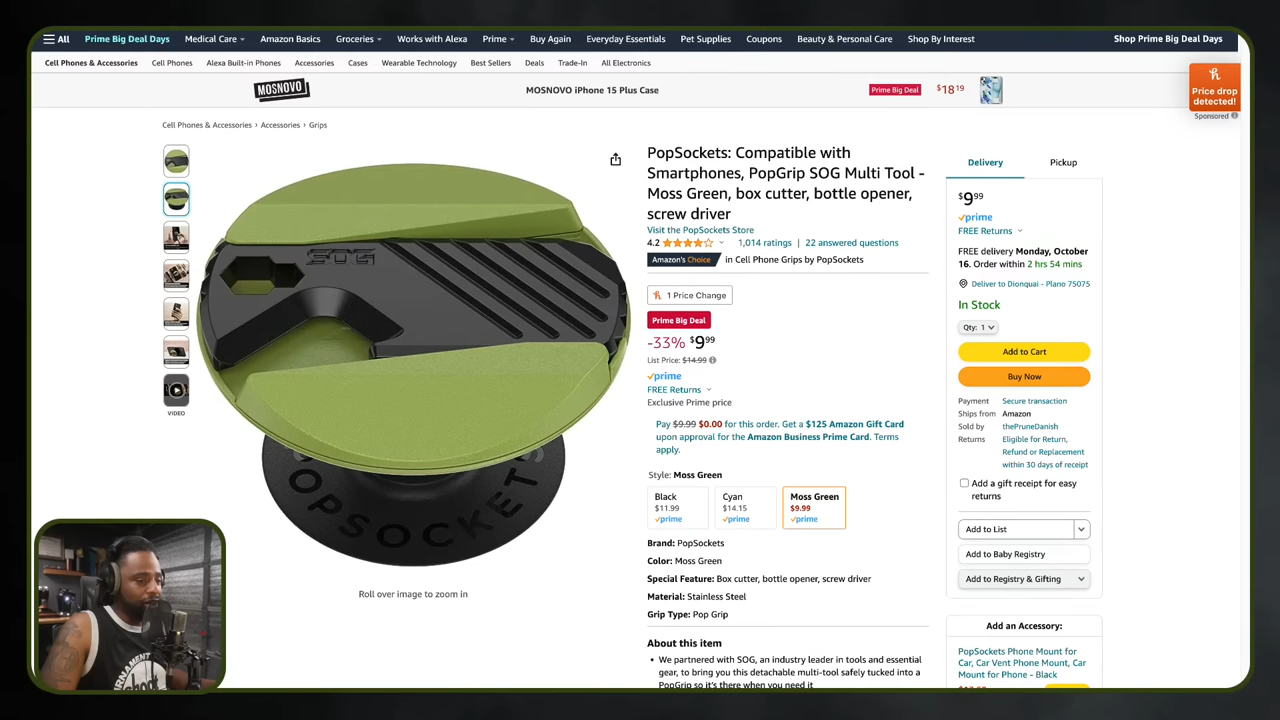 All
Prime Big Deal Days
Medical Care
Amazon Basics
Groceries
Works with Alexa
Prime
Buy Again
Everyday Essentials
Pet Supplies
Coupons
Beauty & Personal Care
Shop By Interest
Shop Prime Big Deal Days
Cell Phones & Accessories
Cell Phones
Alexa Built-in Phones
Accessories
Cases
Wearable Technology
Best Sellers
Deals
Trade-In
All Electronics
MOSNOVO
MOSNOVO iPhone 15 Plus Case
Prime Big Deal
$18.19
Price drop
detected!
Sponsored
Cell Phones & Accessories › Accessories › Grips
SOG
OPSOCKET
VIDEO
Roll over image to zoom in
PopSockets: Compatible with
Smartphones, PopGrip SOG Multi Tool -
Moss Green, box cutter, bottle opener,
screw driver
Visit the PopSockets Store
4.2
1,014 ratings | 22 answered questions
Amazon's Choice in Cell Phone Grips by PopSockets
1 Price Change
Prime Big Deal
-33% $9.99
List Price: $14.99
prime
FREE Returns
Exclusive Prime price
Pay $9.99 $0.00 for this order. Get a $125 Amazon Gift Card
upon approval for the Amazon Business Prime Card. Terms
apply.
Style: Moss Green
Black
$11.99
prime
Cyan
$14.15
prime
Moss Green
$9.99
prime
Brand: PopSockets
Color: Moss Green
Special Feature: Box cutter, bottle opener, screw driver
Material: Stainless Steel
Grip Type: Pop Grip
About this item
• We partnered with SOG, an industry leader in tools and essential
gear, to bring you this detachable multi-tool safely tucked into a
PopGrip so it's there when you need it
Delivery
Pickup
$9.99
prime
FREE Returns
FREE delivery Monday, October
16. Order within 2 hrs 54 mins
Deliver to Dionquai - Plano 75075
In Stock
Qty: 1
Add to Cart
Buy Now
Payment Secure transaction
Ships from Amazon
Sold by thePruneDanish
Returns Eligible for Return,
Refund or Replacement
within 30 days of receipt
Add a gift receipt for easy
returns
Add to List
Add to Baby Registry
Add to Registry & Gifting
Add an Accessory:
PopSockets Phone Mount for
Car, Car Vent Phone Mount, Car
Mount for Phone - Black